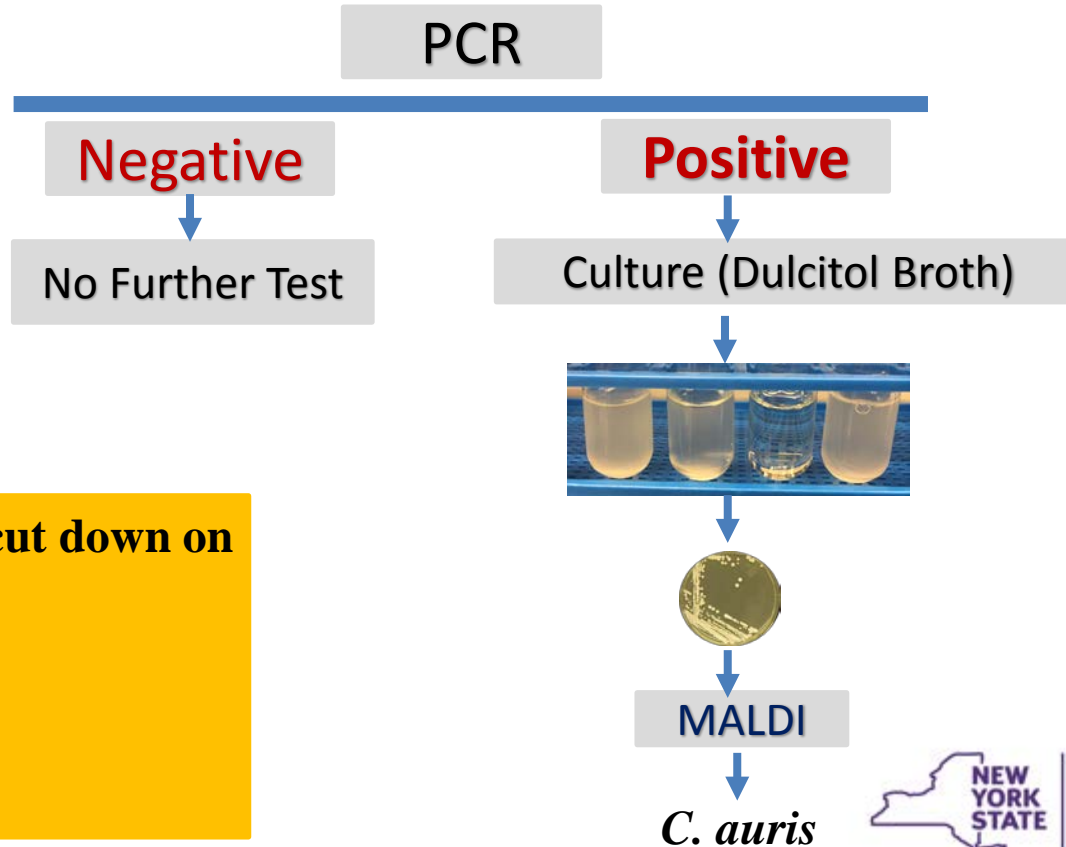 PCR
Negative
Positive
No Further Test
Culture (Dulcitol Broth)
cut down on
MALDI
C. auris
NEW
YORK
STATE